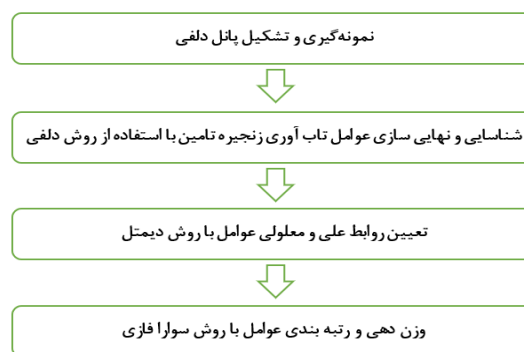 نمونه‌گیری و تشکیل پانل دلفی
شناسایی و نهایی سازی عوامل تاب آوری زنجیره تامین با استفاده از روش دلفی
تعیین روابط علی و معلولی عوامل با روش دیمتل
وزن دهی و رتبه بندی عوامل با روش سوارا فازی